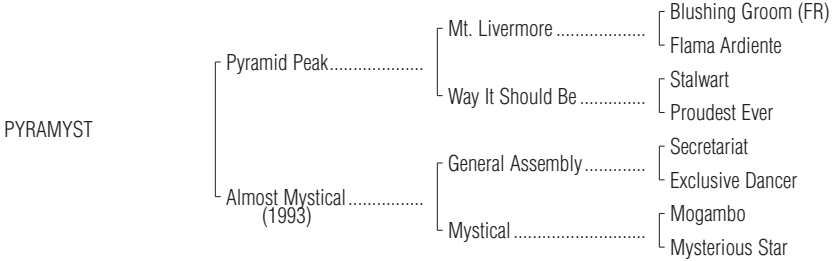 Blushing Groom (FR)
Mt. Livermore ....................
Flama Ardiente
Pyramid Peak.....................
Stalwart
Way It Should Be ...............
Proudest Ever
PYRAMYST
Secretariat
General Assembly..............
Exclusive Dancer
Almost Mystical.................
(1993)
Mogambo
Mystical ..............................
Mysterious Star